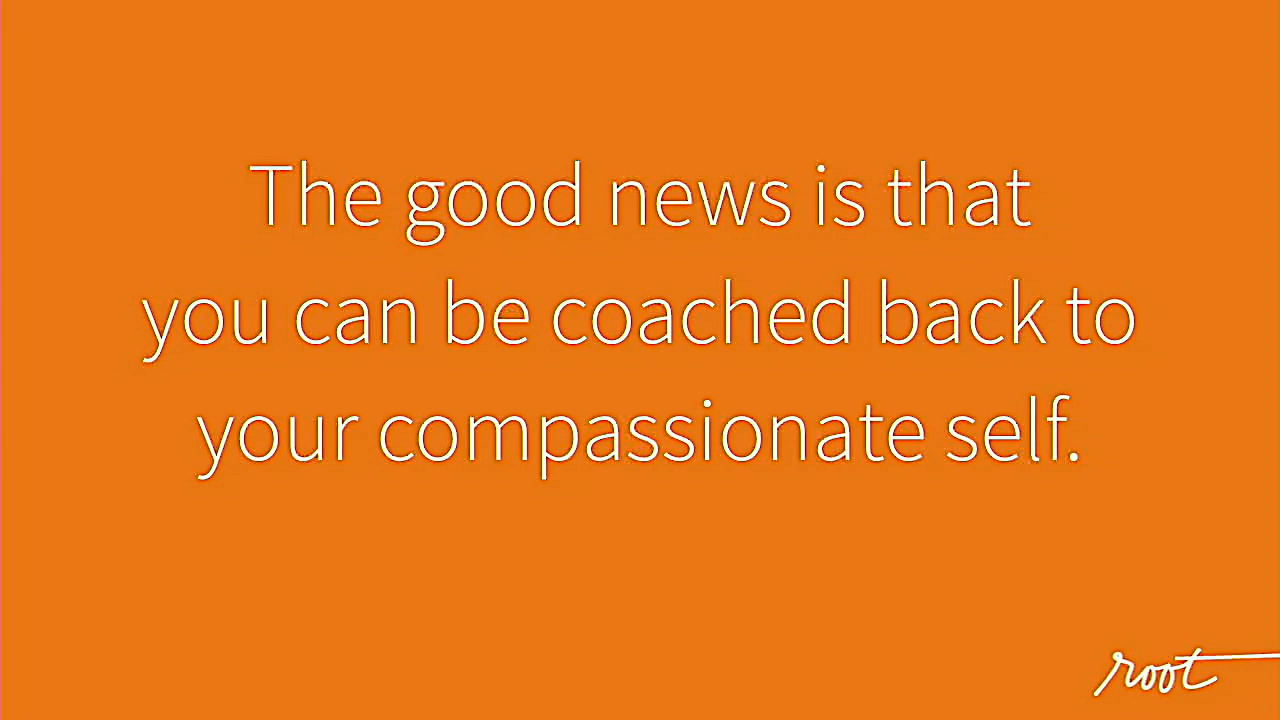 The good news is that
you can be coached back to
your compassionate self.
root